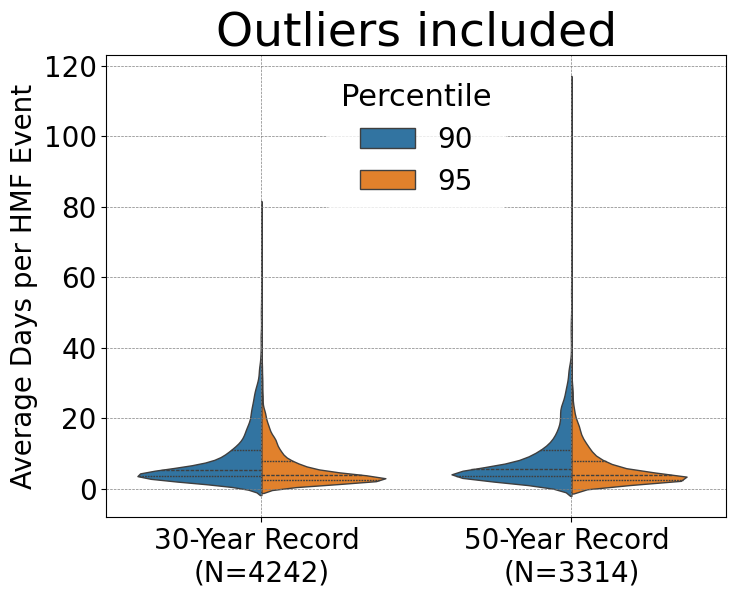 Outliers included
Average Days per HMF Event
120
100
80
60
40
20
0
Percentile
90
95
30-Year Record
(N=4242)
50-Year Record
(N=3314)